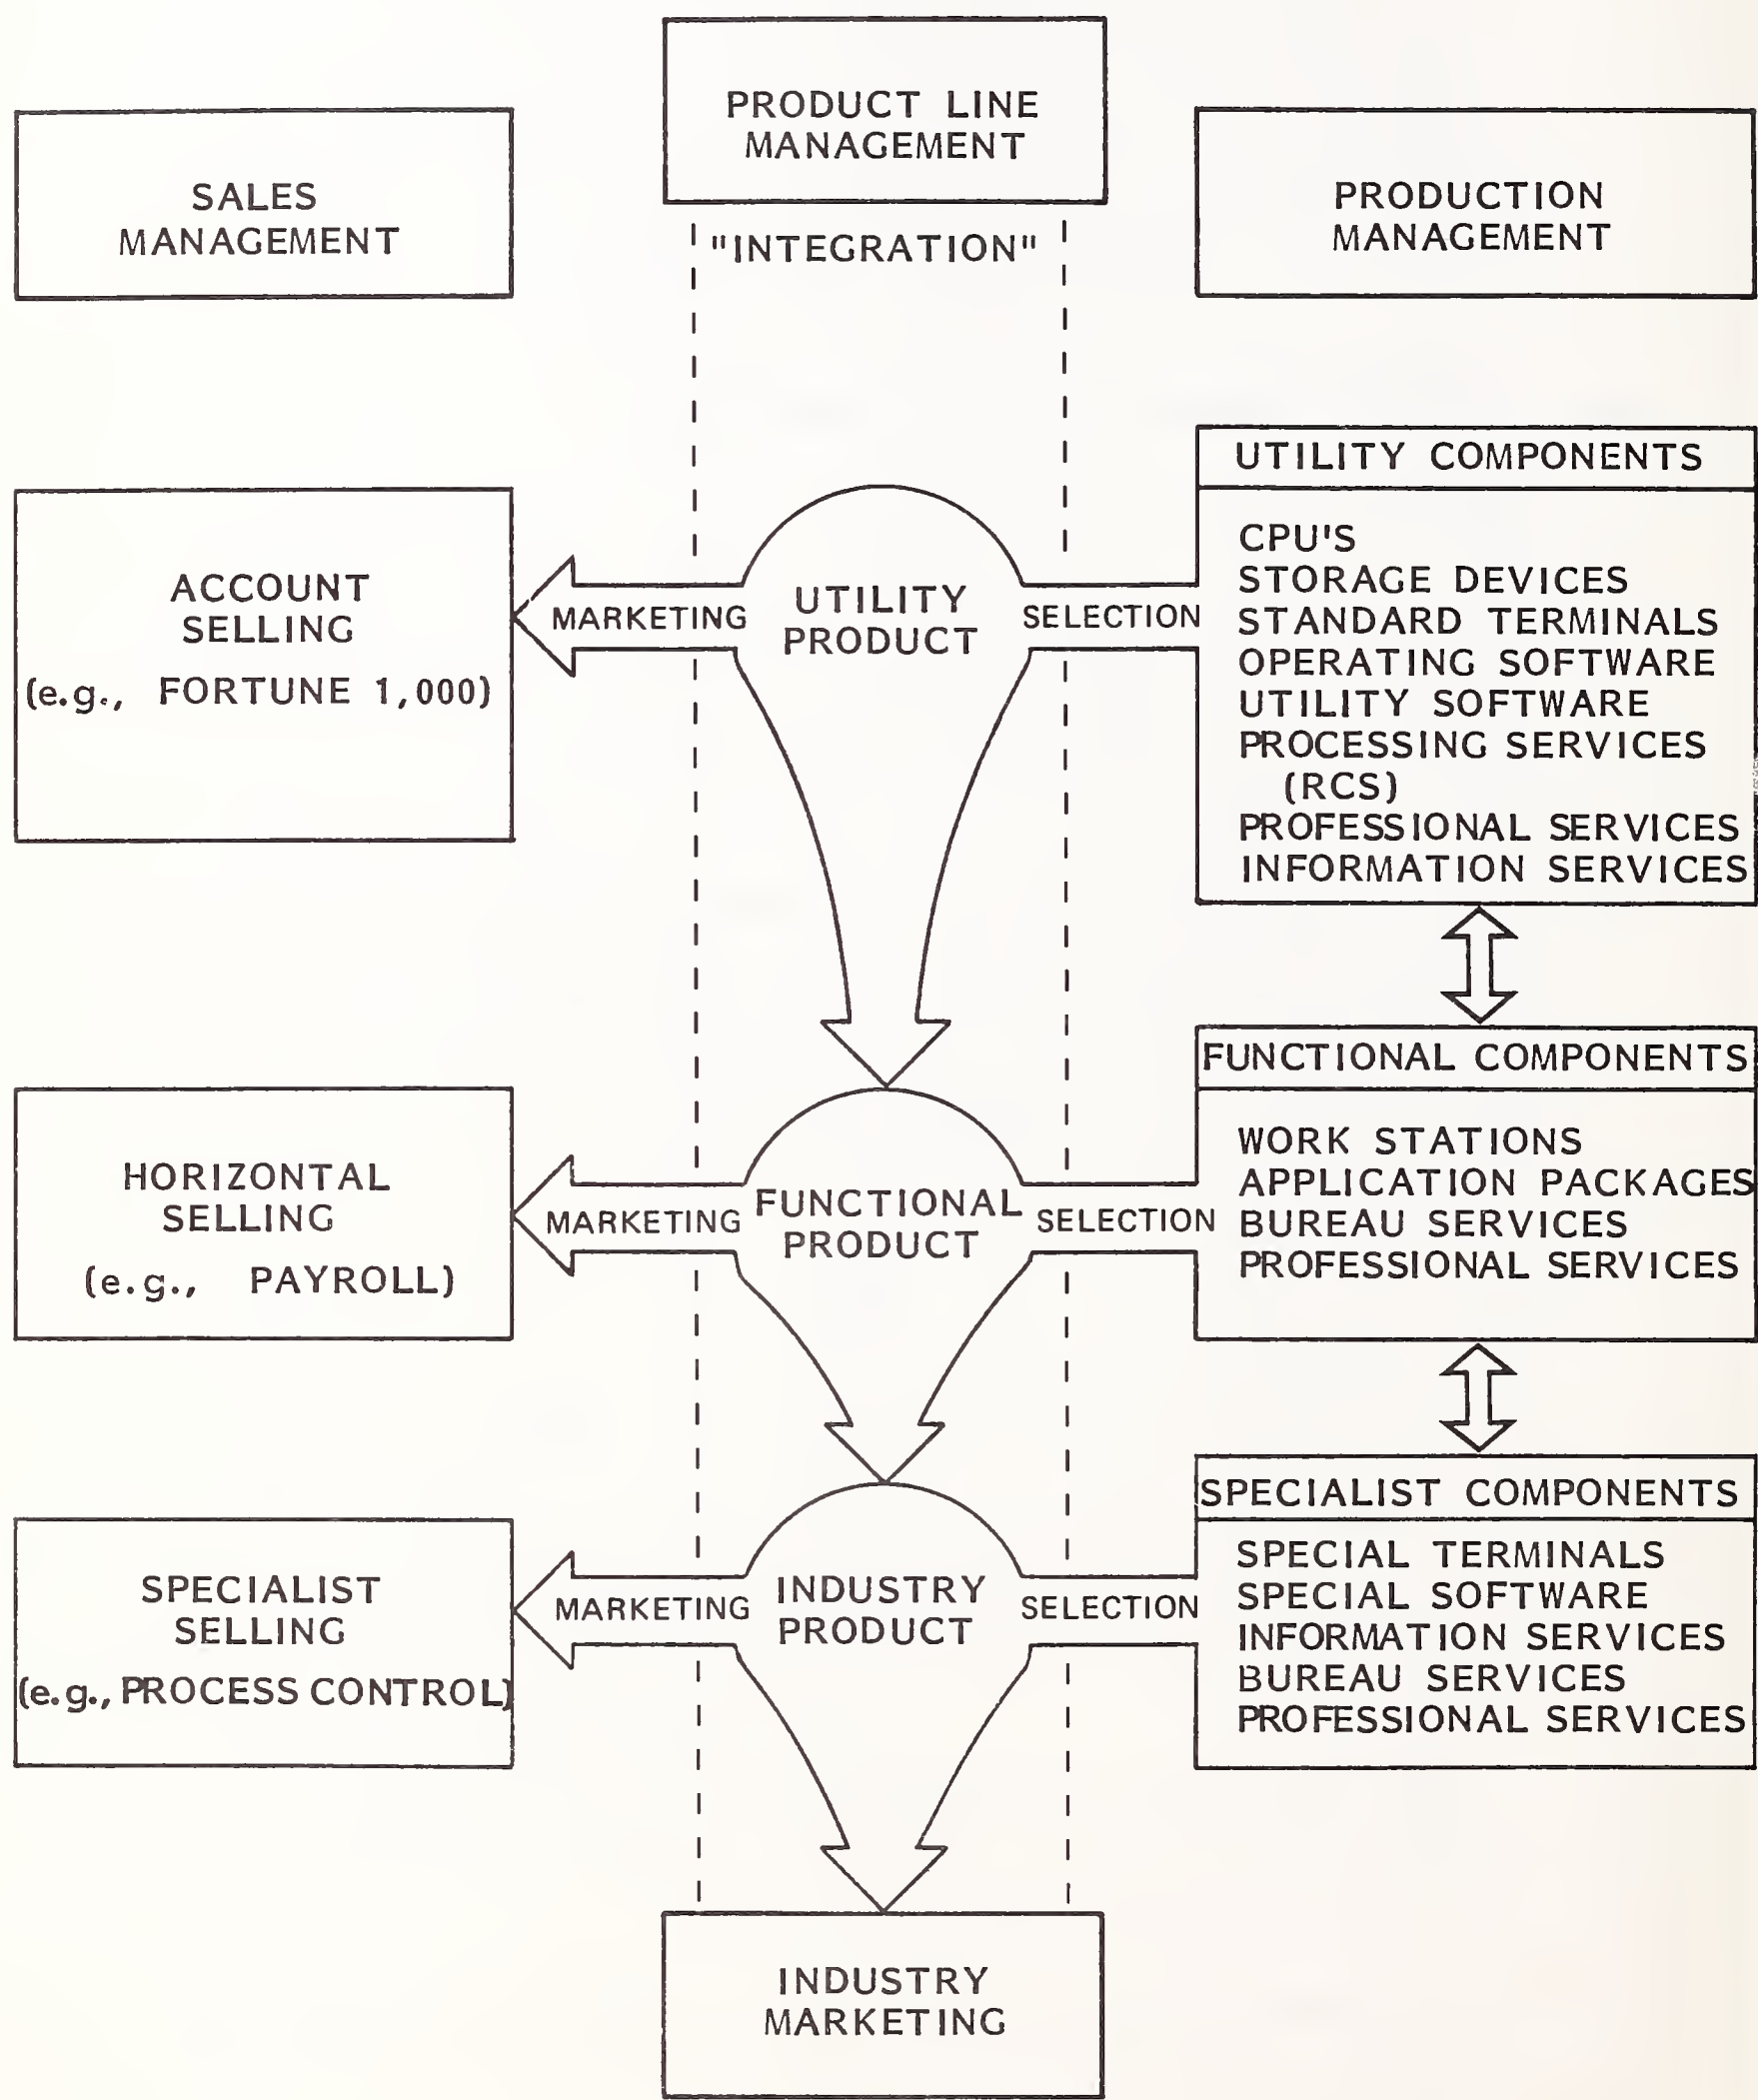 PRODUCT LINE
MANAGEMENT
SALES
MANAGEMENT
PRODUCTION
MANAGEMENT
"INTEGRATION"
ACCOUNT
SELLING
(e.g., FORTUNE 1,000)
MARKETING
UTILITY
PRODUCT
SELECTION
UTILITY COMPONENTS
CPU'S
STORAGE DEVICES
STANDARD TERMINALS
OPERATING SOFTWARE
UTILITY SOFTWARE
PROCESSING SERVICES
(RCS)
PROFESSIONAL SERVICES
INFORMATION SERVICES
HORIZONTAL
SELLING
(e.g., PAYROLL)
MARKETING
FUNCTIONAL
PRODUCT
SELECTION
FUNCTIONAL COMPONENTS
WORK STATIONS
APPLICATION PACKAGES
BUREAU SERVICES
PROFESSIONAL SERVICES
SPECIALIST
SELLING
(e.g., PROCESS CONTROL)
MARKETING
INDUSTRY
PRODUCT
SELECTION
SPECIALIST COMPONENTS
SPECIAL TERMINALS
SPECIAL SOFTWARE
INFORMATION SERVICES
BUREAU SERVICES
PROFESSIONAL SERVICES
INDUSTRY
MARKETING